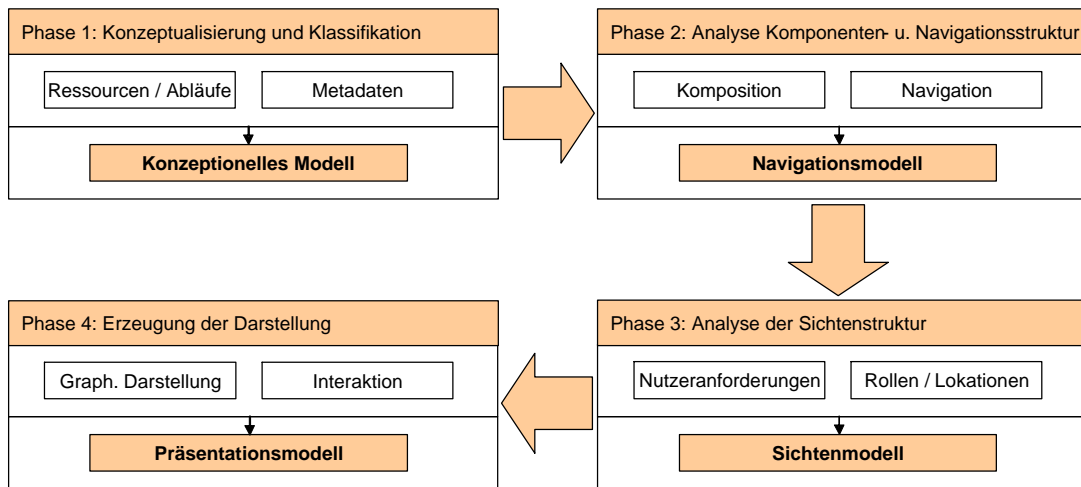 Phase 1: Konzeptualisierung und Klassifikation
Ressourcen / Abläufe
Metadaten
Konzeptionelles Modell
Phase 2: Analyse Komponenten- u. Navigationsstruktur
Komposition
Navigation
Navigationsmodell
Phase 3: Analyse der Sichtenstruktur
Nutzeranforderungen
Rollen / Lokationen
Sichtenmodell
Phase 4: Erzeugung der Darstellung
Graph. Darstellung
Interaktion
Präsentationsmodell